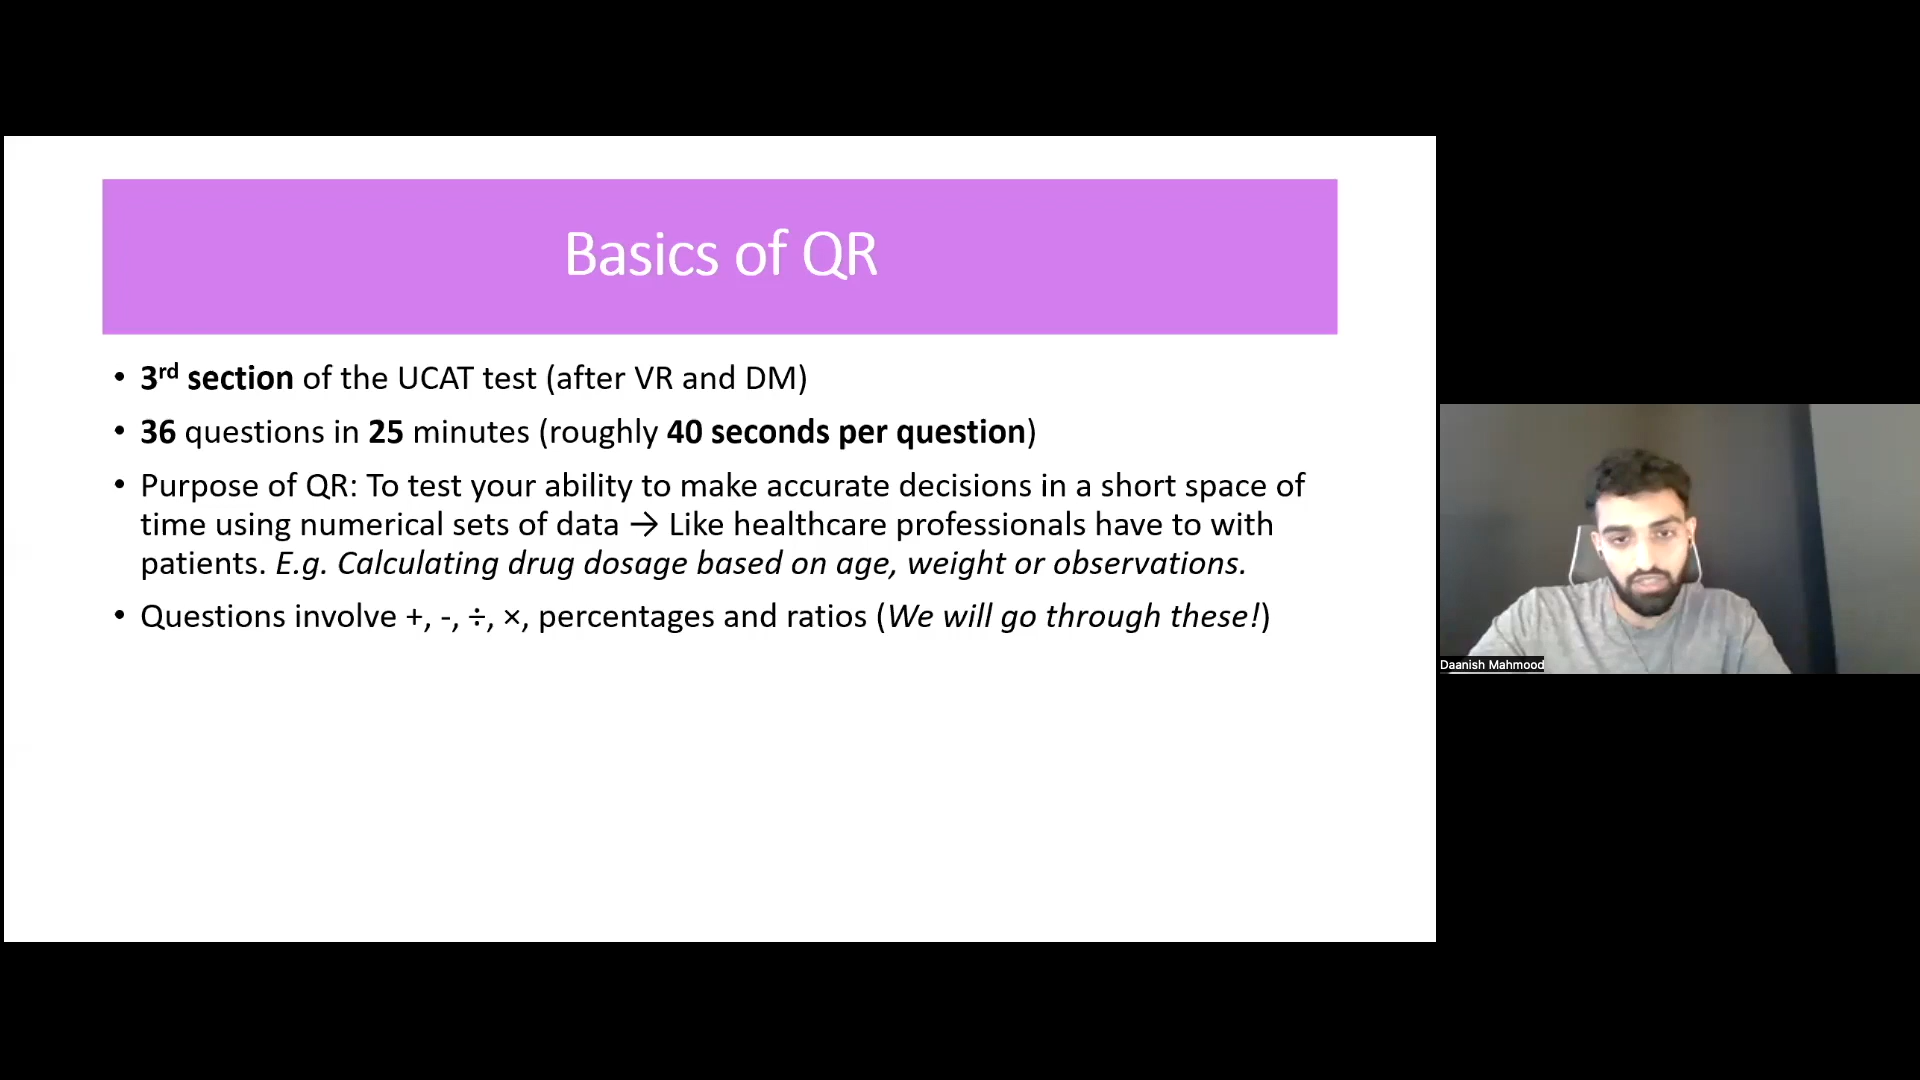 Basics of QR
• 3rd section of the UCAT test (after VR and DM)
• 36 questions in 25 minutes (roughly 40 seconds per question)
• Purpose of QR: To test your ability to make accurate decisions in a short space of
time using numerical sets of data → Like healthcare professionals have to with
patients. E.g. Calculating drug dosage based on age, weight or observations.
• Questions involve +, -, ÷, ×, percentages and ratios (We will go through these!)
Daanish Mahmood